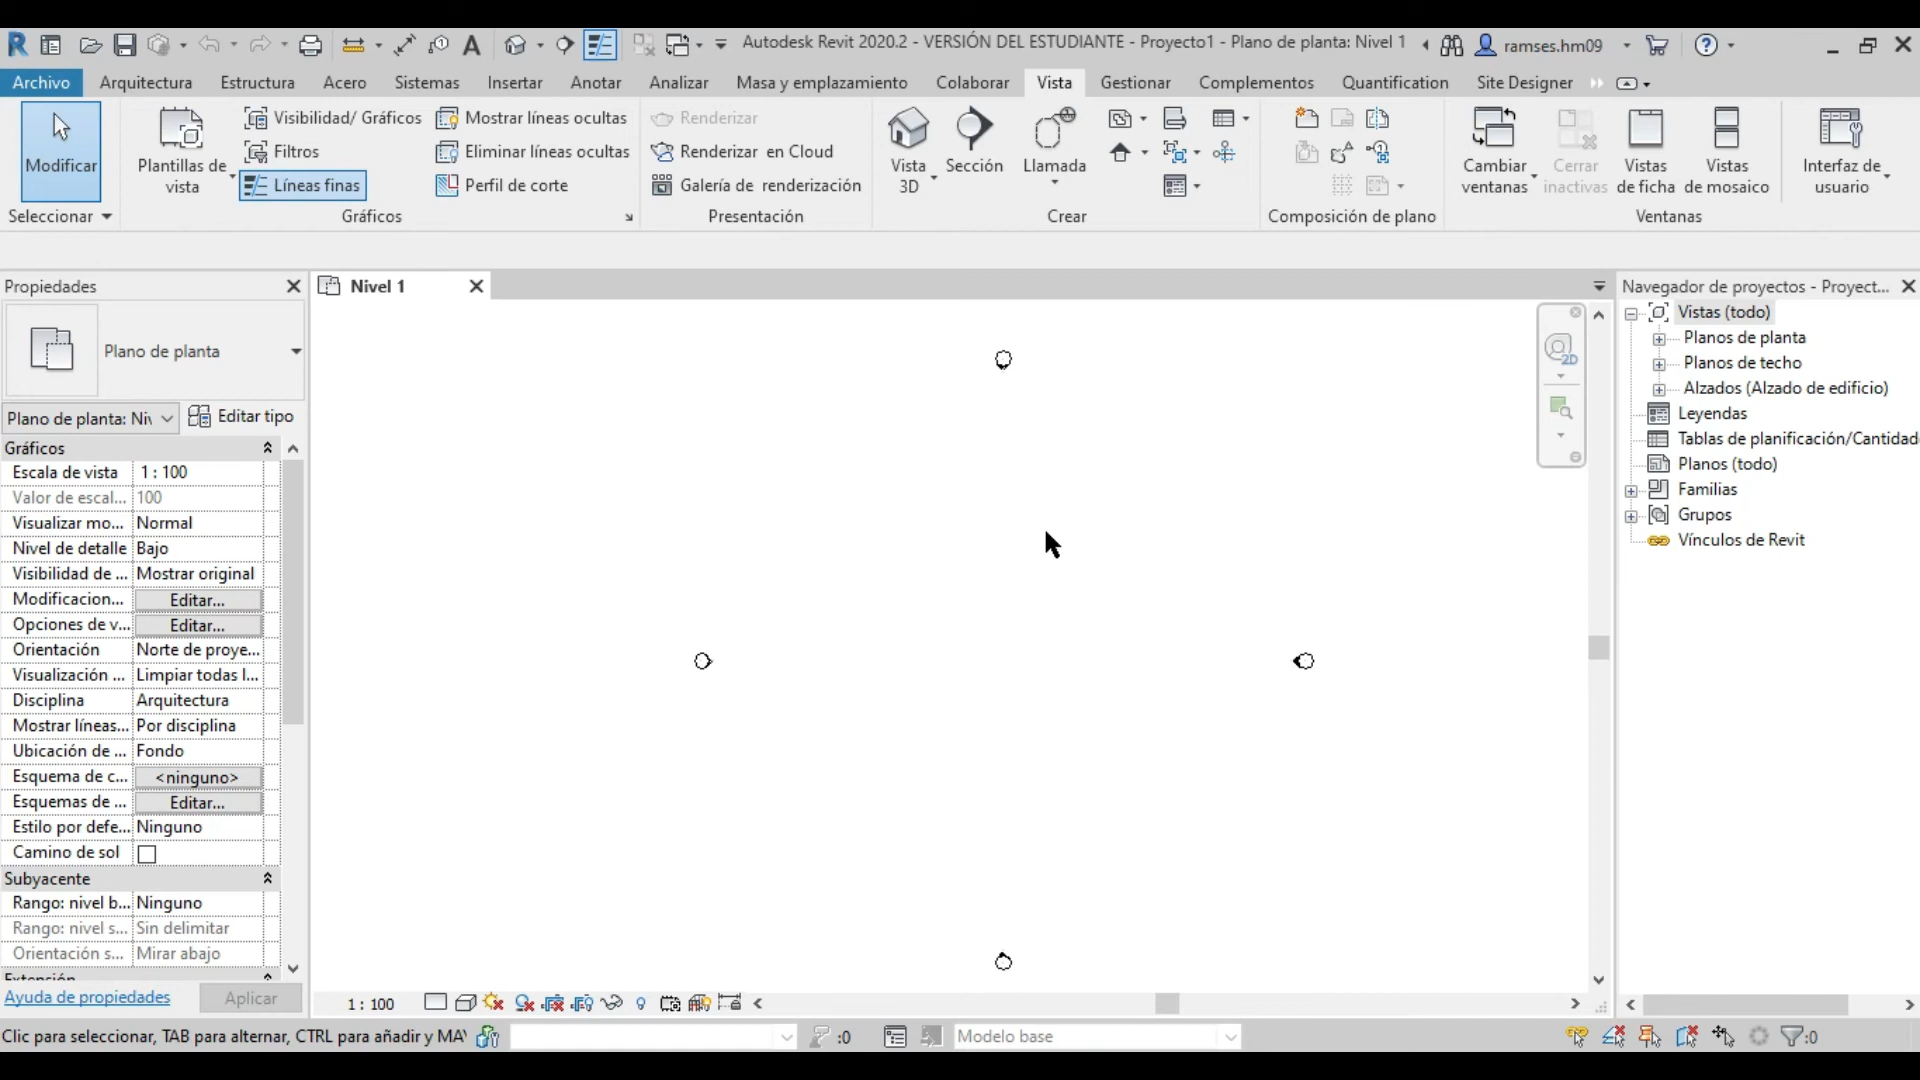 Autodesk Revit 2020.2 - VERSIÓN DEL ESTUDIANTE - Proyecto1 - Plano de planta: Nivel 1
ramses.hm09
Archivo Arquitectura Estructura Acero Sistemas Insertar Anotar Analizar Masa y emplazamiento Colaborar Vista Gestionar Complementos Quantification Site Designer
Modificar
Seleccionar
Plantillas de
vista
Visibilidad/ Gráficos
Filtros
Líneas finas
Mostrar líneas ocultas
Eliminar líneas ocultas
Perfil de corte
Gráficos
Renderizar
Renderizar en Cloud
Galería de renderización
Presentación
Vista
3D
Sección
Llamada
Crear
Composición de plano
Cambiar
ventanas
Cerrar
inactivas
Vistas
de ficha
Vistas
de mosaico
Ventanas
Interfaz de
usuario
Propiedades
Plano de planta
Plano de planta: Niv
Editar tipo
Gráficos
Escala de vista 1 : 100
Valor de escal... 100
Visualizar mo... Normal
Nivel de detalle Bajo
Visibilidad de ... Mostrar original
Modificacion... Editar...
Opciones de v... Editar...
Orientación Norte de proye...
Visualización ... Limpiar todas l...
Disciplina Arquitectura
Mostrar líneas... Por disciplina
Ubicación de ... Fondo
Esquema de c... <ninguno>
Esquemas de ... Editar...
Estilo por defe... Ninguno
Camino de sol
Subyacente
Rango: nivel b... Ninguno
Rango: nivel s... Sin delimitar
Orientación s... Mirar abajo
Extensión
Ayuda de propiedades
Aplicar
Nivel 1
2D
1 : 100
Navegador de proyectos - Proyect...
Vistas (todo)
Planos de planta
Planos de techo
Alzados (Alzado de edificio)
Leyendas
Tablas de planificación/Cantidad
Planos (todo)
Familias
Grupos
Vínculos de Revit
Clic para seleccionar, TAB para alternar, CTRL para añadir y MAY
:0
Modelo base
:0